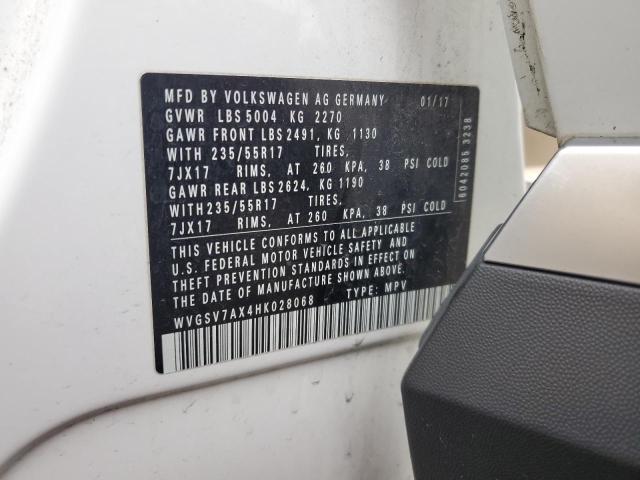 MFD BY VOLKSWAGEN AG GERMANY 01/17
GVWR LBS 5004 KG 2270
GAWR FRONT LBS 2491, KG 1130
WITH 235/55R17 TIRES,
7JX17 RIMS, AT 260 KPA, 38 PSI COLD
GAWR REAR LBS 2624, KG 1190
WITH 235/55R17 TIRES,
7JX17 RIMS, AT 260 KPA, 38 PSI COLD
THIS VEHICLE CONFORMS TO ALL APPLICABLE
U.S. FEDERAL MOTOR VEHICLE SAFETY AND
THEFT PREVENTION STANDARDS IN EFFECT ON
THE DATE OF MANUFACTURE SHOWN ABOVE.
WVGSV7AX4HK028068 TYPE: MPV
6042085 3238